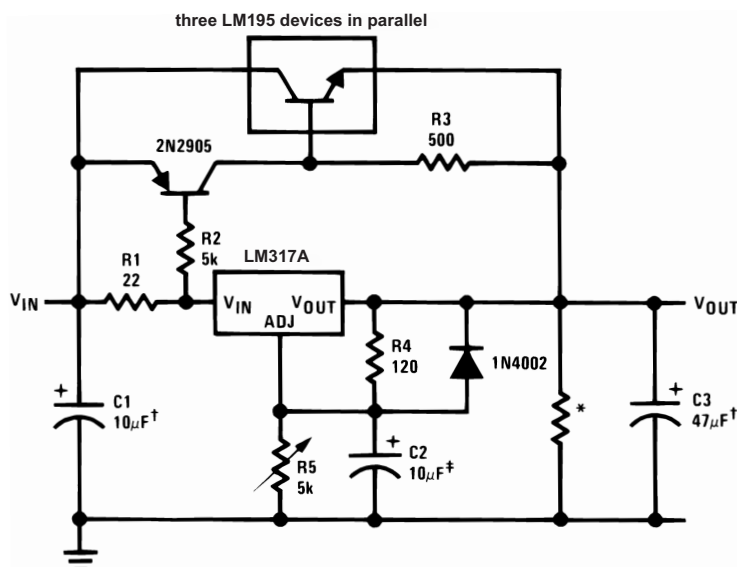 three LM195 devices in parallel
R3
500
2N2905
R2
5k
LM317A
R1
22
VIN
VIN
VOUT
ADJ
VOUT
R4
120
1N4002
+
C1
10μF†
R5
5k
+
C2
10μF‡
*
+
C3
47μF†